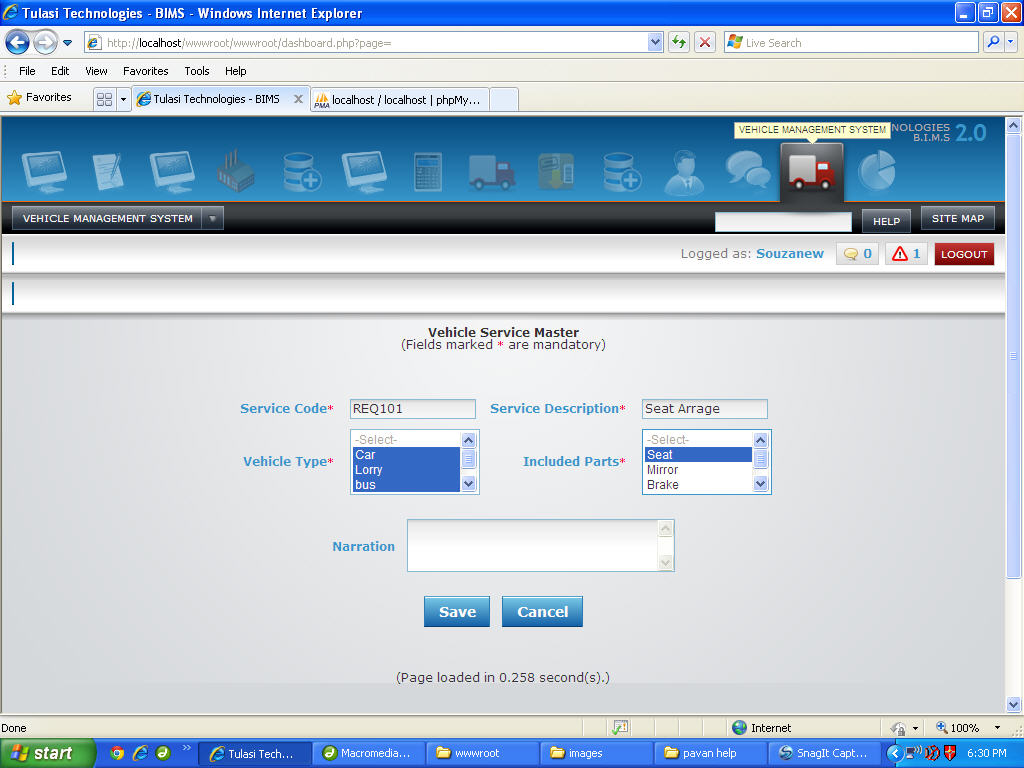 Tulasi Technologies - BIMS - Windows Internet Explorer
http://localhost/wwwroot/wwwroot/dashboard.php?page=
Live Search
File Edit View Favorites Tools Help
Favorites
Tulasi Technologies - BIMS
PMA localhost / localhost | phpMy...
VEHICLE MANAGEMENT SYSTEM
NOLOGIES
B.I.M.S
2.0
VEHICLE MANAGEMENT SYSTEM
HELP
SITE MAP
Logged as: Souzanew
0
1
LOGOUT
Vehicle Service Master
(Fields marked * are mandatory)
Service Code* REQ101 Service Description* Seat Arrage
Vehicle Type*
-Select-
Car
Lorry
bus
Included Parts*
-Select-
Seat
Mirror
Brake
Narration
Save Cancel
(Page loaded in 0.258 second(s).)
Done Internet 100%
start Tulasi Tech... Macromedia... wwwroot images pavan help SnagIt Capt... 6:30 PM